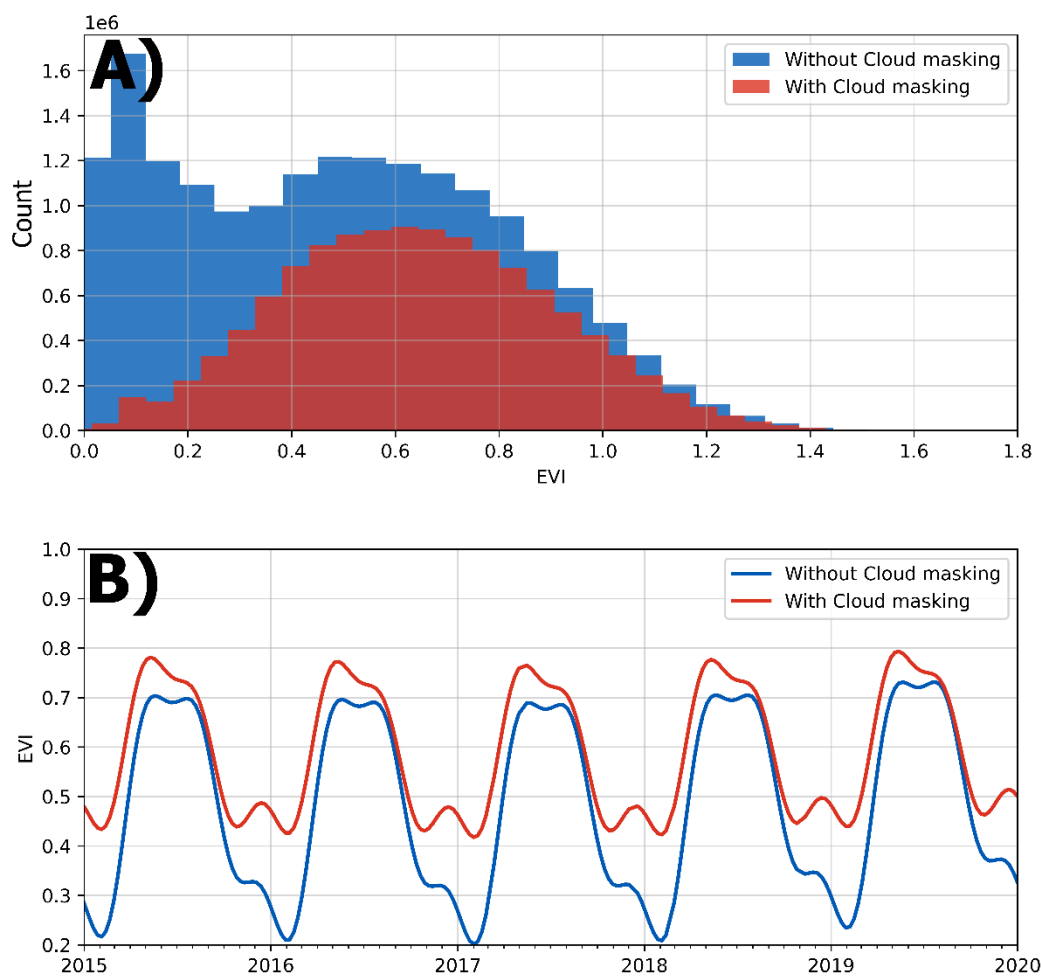 1e6
A)
Without Cloud masking
With Cloud masking
1.6
1.4
1.2
1.0
0.8
0.6
0.4
0.2
0.0
Count
0.0 0.2 0.4 0.6 0.8 1.0 1.2 1.4 1.6 1.8
EVI
B)
Without Cloud masking
With Cloud masking
1.0
0.9
0.8
0.7
0.6
0.5
0.4
0.3
0.2
EVI
2015 2016 2017 2018 2019 2020